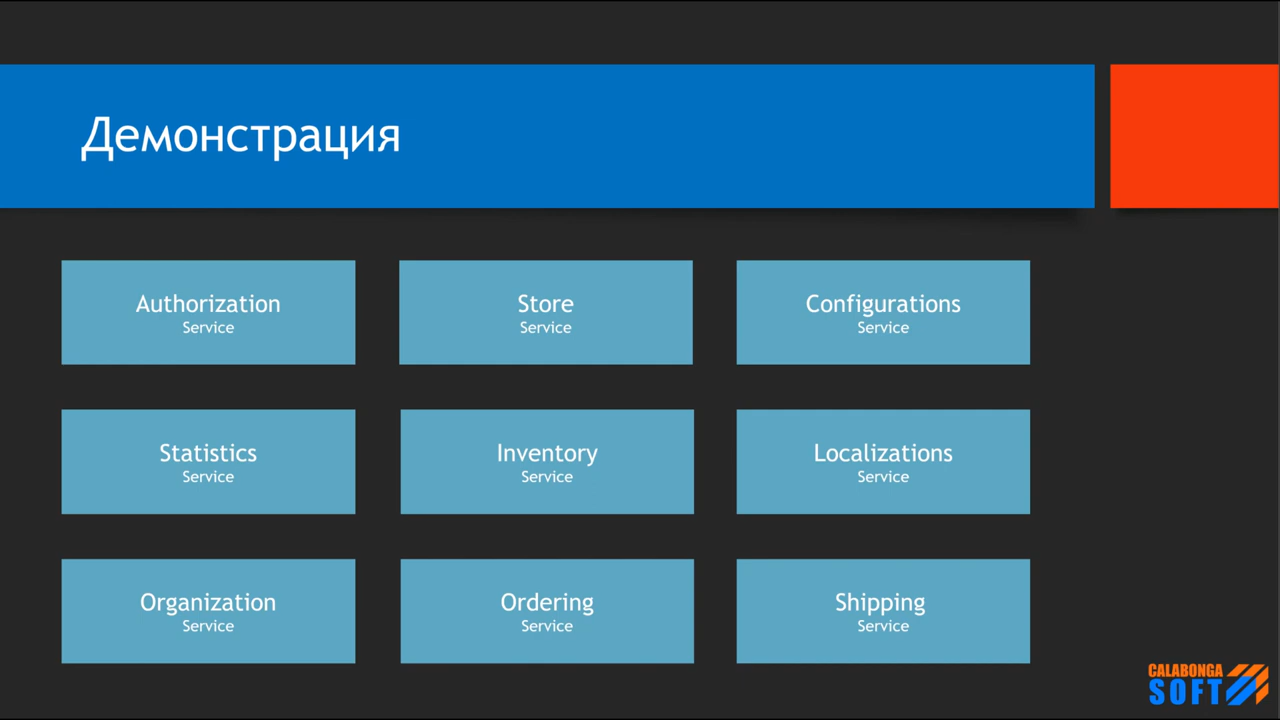 Демонстрация
Authorization
Service
Store
Service
Configurations
Service
Statistics
Service
Inventory
Service
Localizations
Service
Organization
Service
Ordering
Service
Shipping
Service
CALABONGA
SOFT